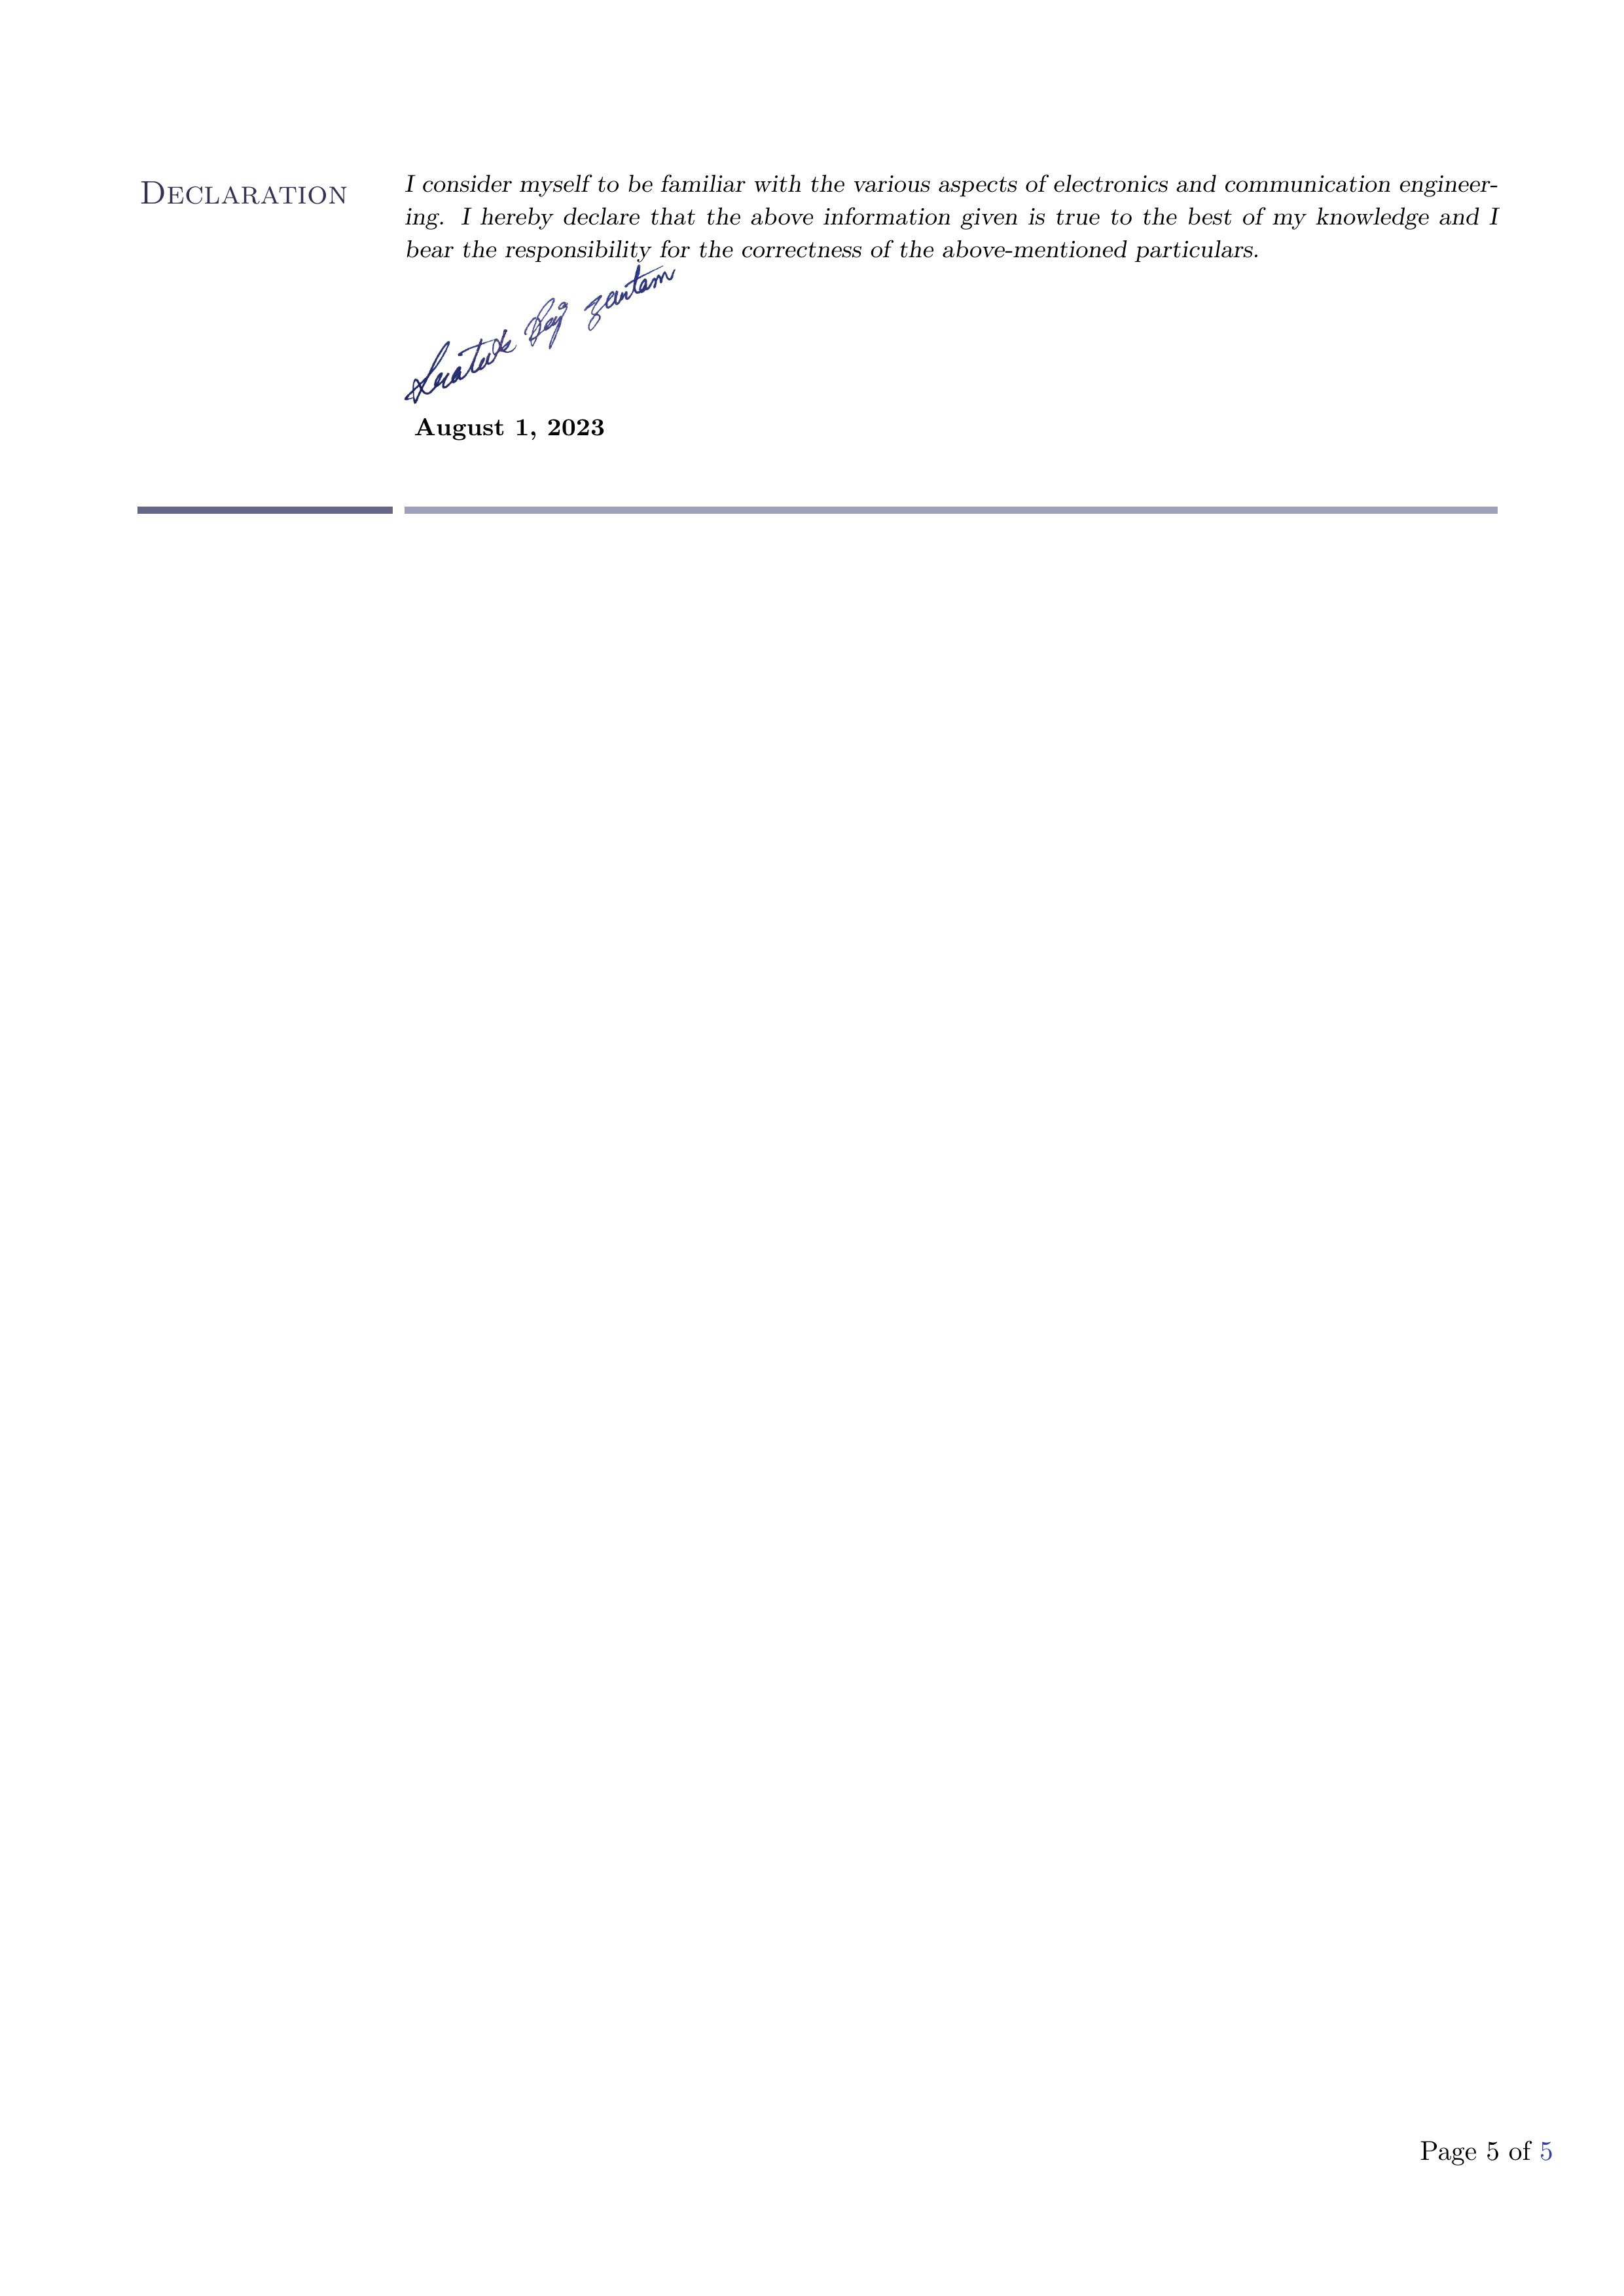 DECLARATION
I consider myself to be familiar with the various aspects of electronics and communication engineer-
ing. I hereby declare that the above information given is true to the best of my knowledge and I
bear the responsibility for the correctness of the above-mentioned particulars.
August 1, 2023
Page 5 of 5